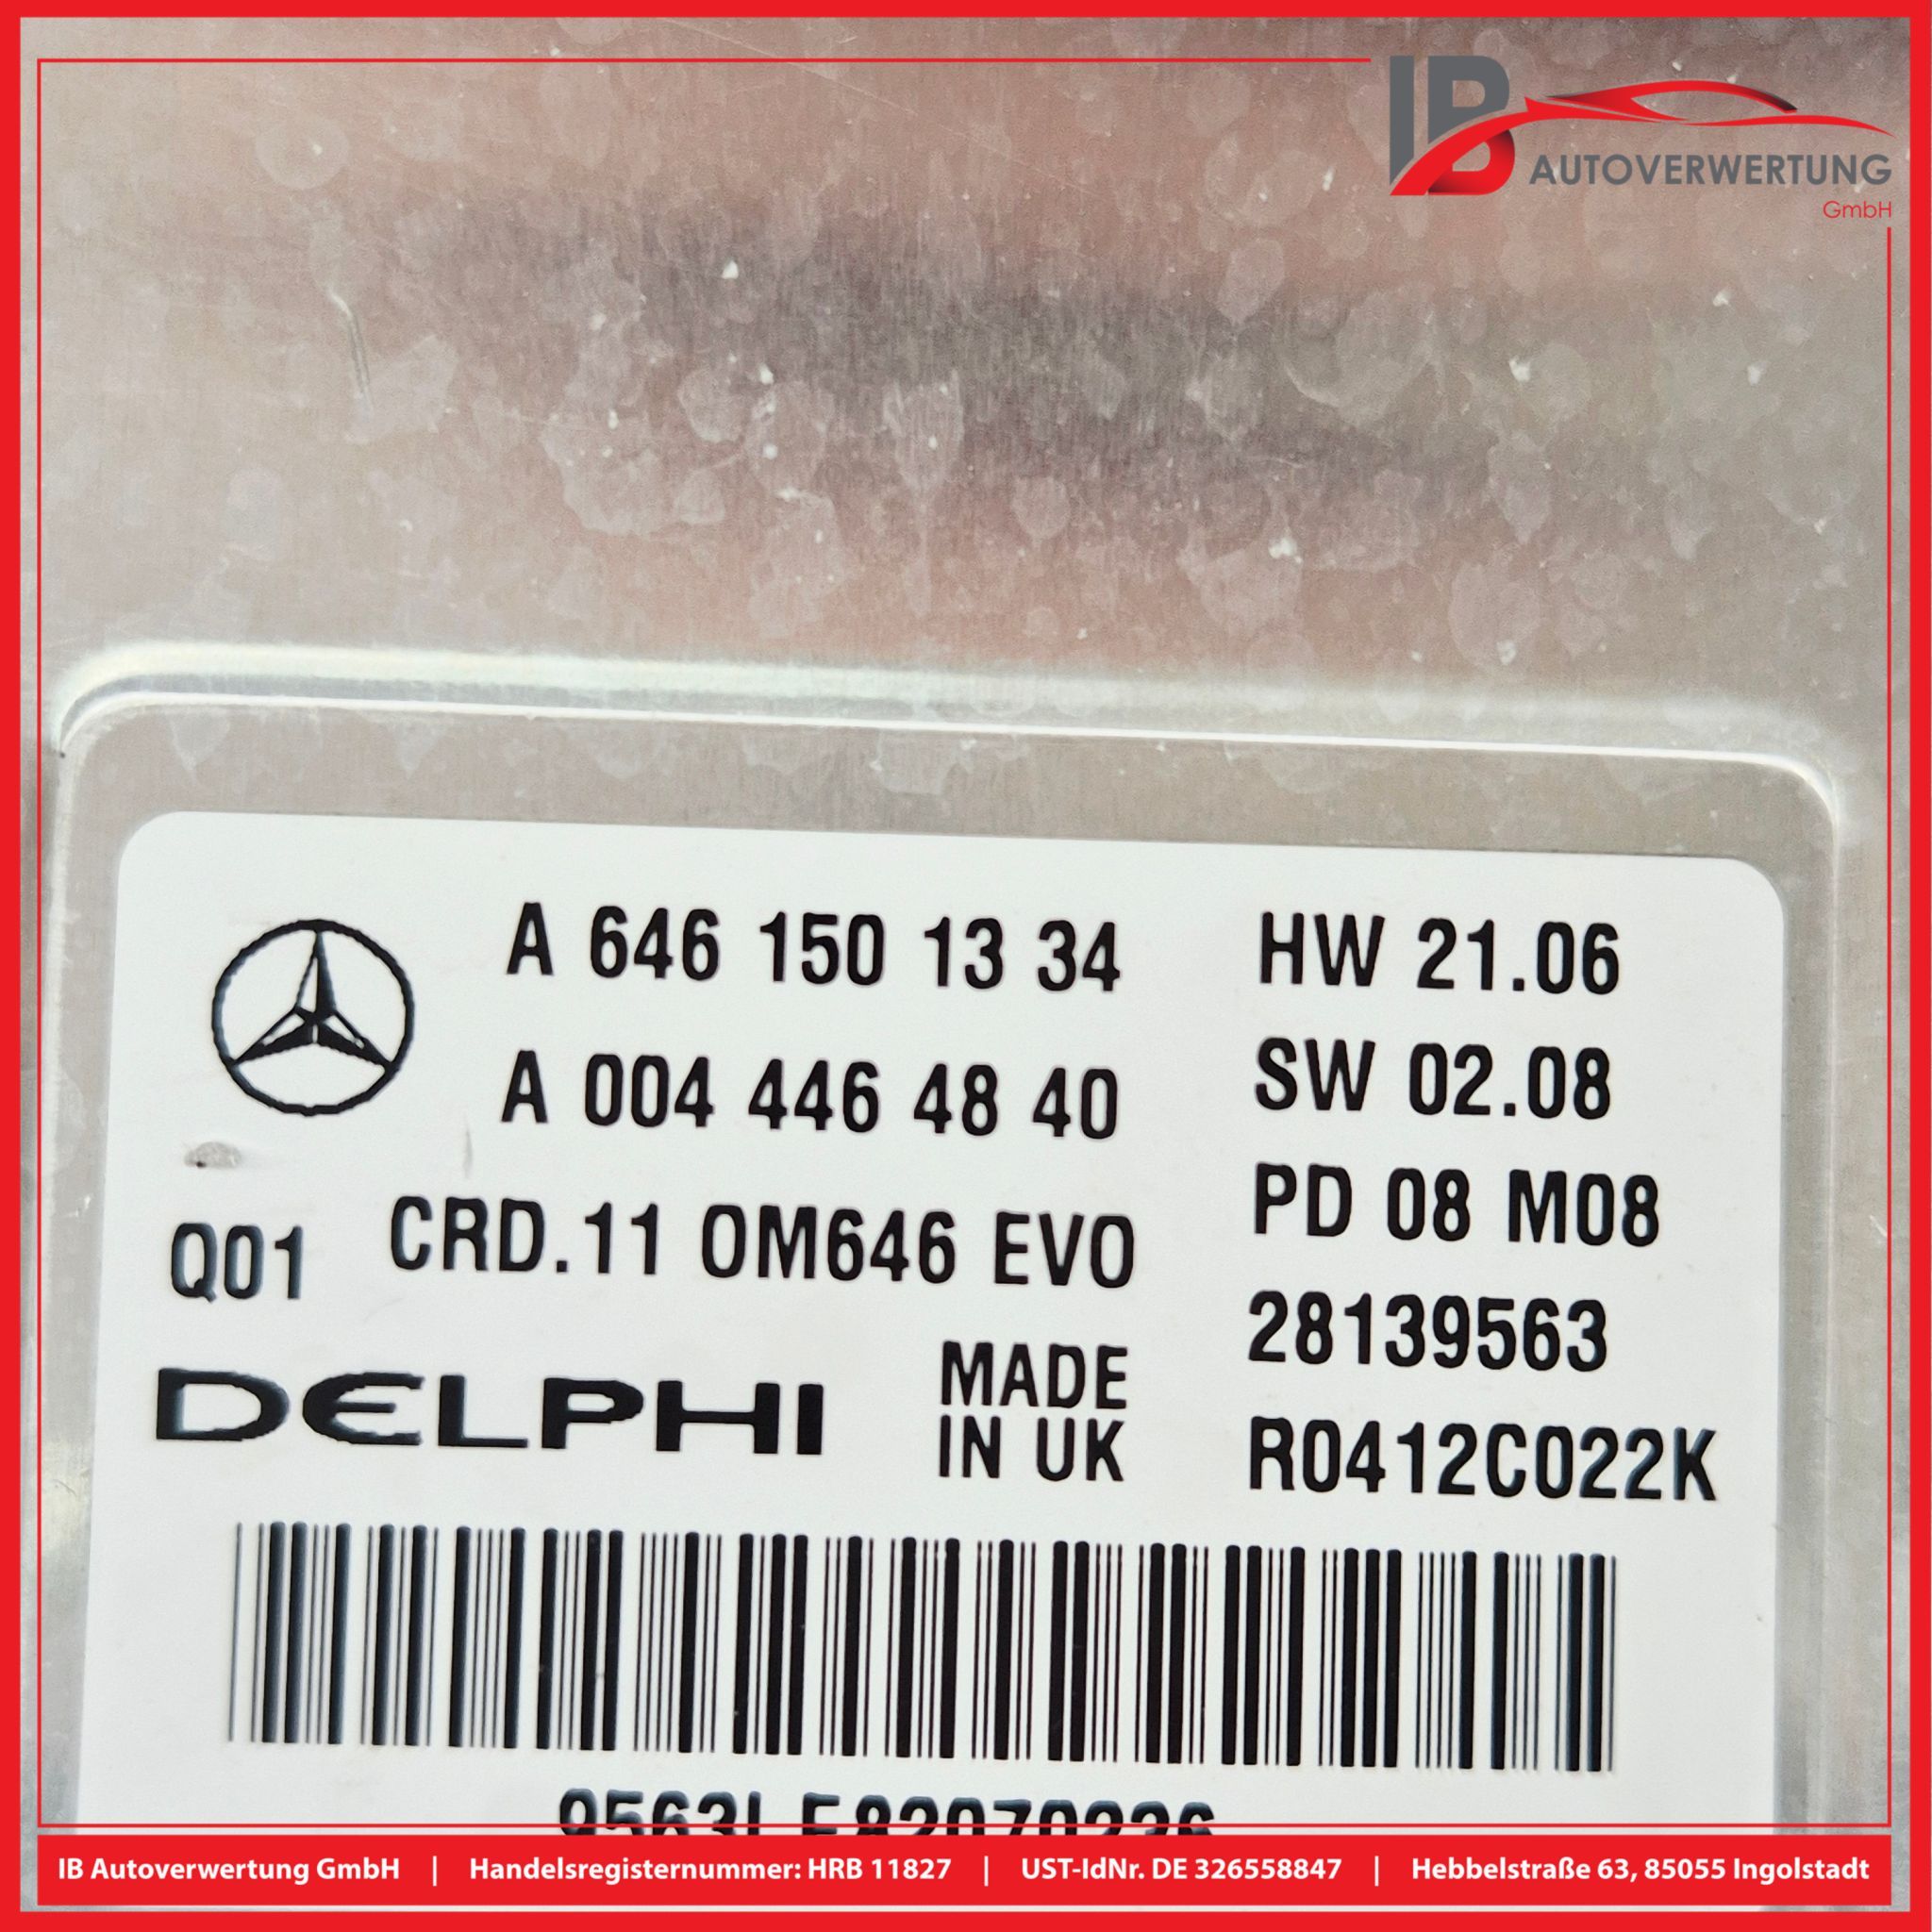 IB AUTOVERWERTUNG
GmbH
A 646 150 13 34
HW 21.06
A 004 446 48 40
SW 02.08
Q01
CRD.11 OM646 EVO
PD 08 M08
28139563
DELPHI
MADE
IN UK
R0412C022K
IB Autoverwertung GmbH | Handelsregisternummer: HRB 11827 | UST-IdNr. DE 326558847 | Hebbelstraße 63, 85055 Ingolstadt